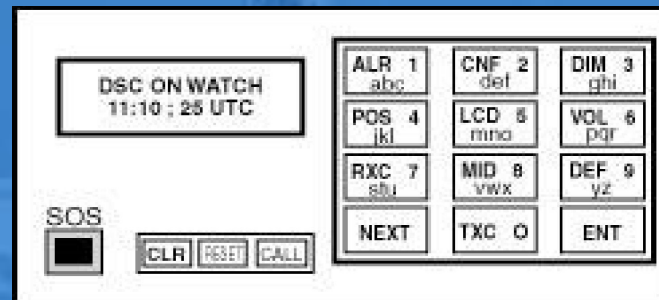 DSC ON WATCH
11:10 ; 25 UTC
ALR 1
abc
CNF 2
def
DIM 3
ghi
POS 4
jkl
LCD 5
mno
VOL 6
pqr
RXC 7
stu
MID 8
vwx
DEF 9
yz
NEXT
TXC O
ENT
SOS
CLR RESET CALL